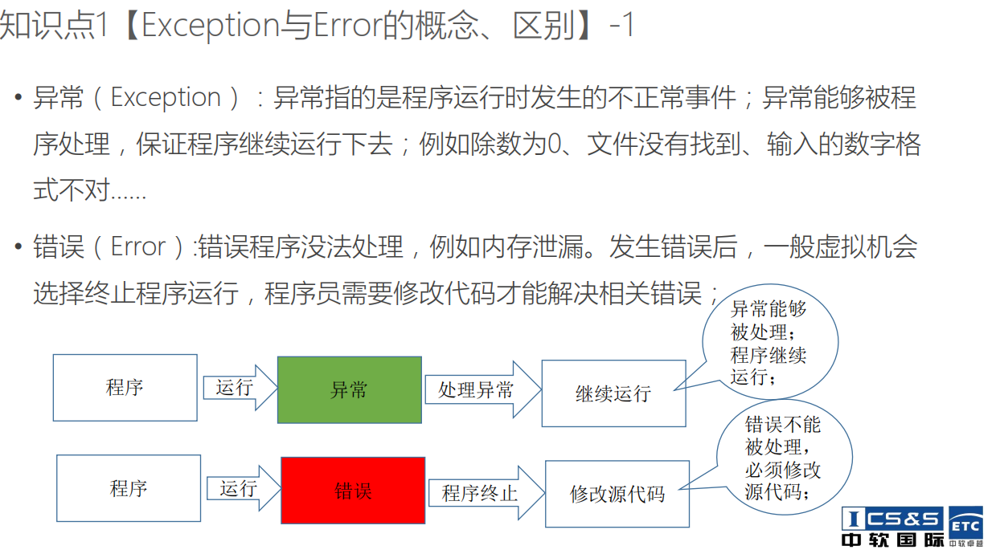 知识点1【Exception与Error的概念、区别】-1
• 异常（Exception）：异常指的是程序运行时发生的不正常事件；异常能够被程
序处理，保证程序继续运行下去；例如除数为0、文件没有找到、输入的数字格
式不对……
• 错误（Error）:错误程序没法处理，例如内存泄漏。发生错误后，一般虚拟机会
选择终止程序运行，程序员需要修改代码才能解决相关错误；
异常能够
被处理；
程序继续
运行；
程序
运行
异常
处理异常
继续运行
错误不能
被处理，
必须修改
源代码；
程序
运行
错误
程序终止
修改源代码
ICS&S
中软国际
ETC
中软卓越